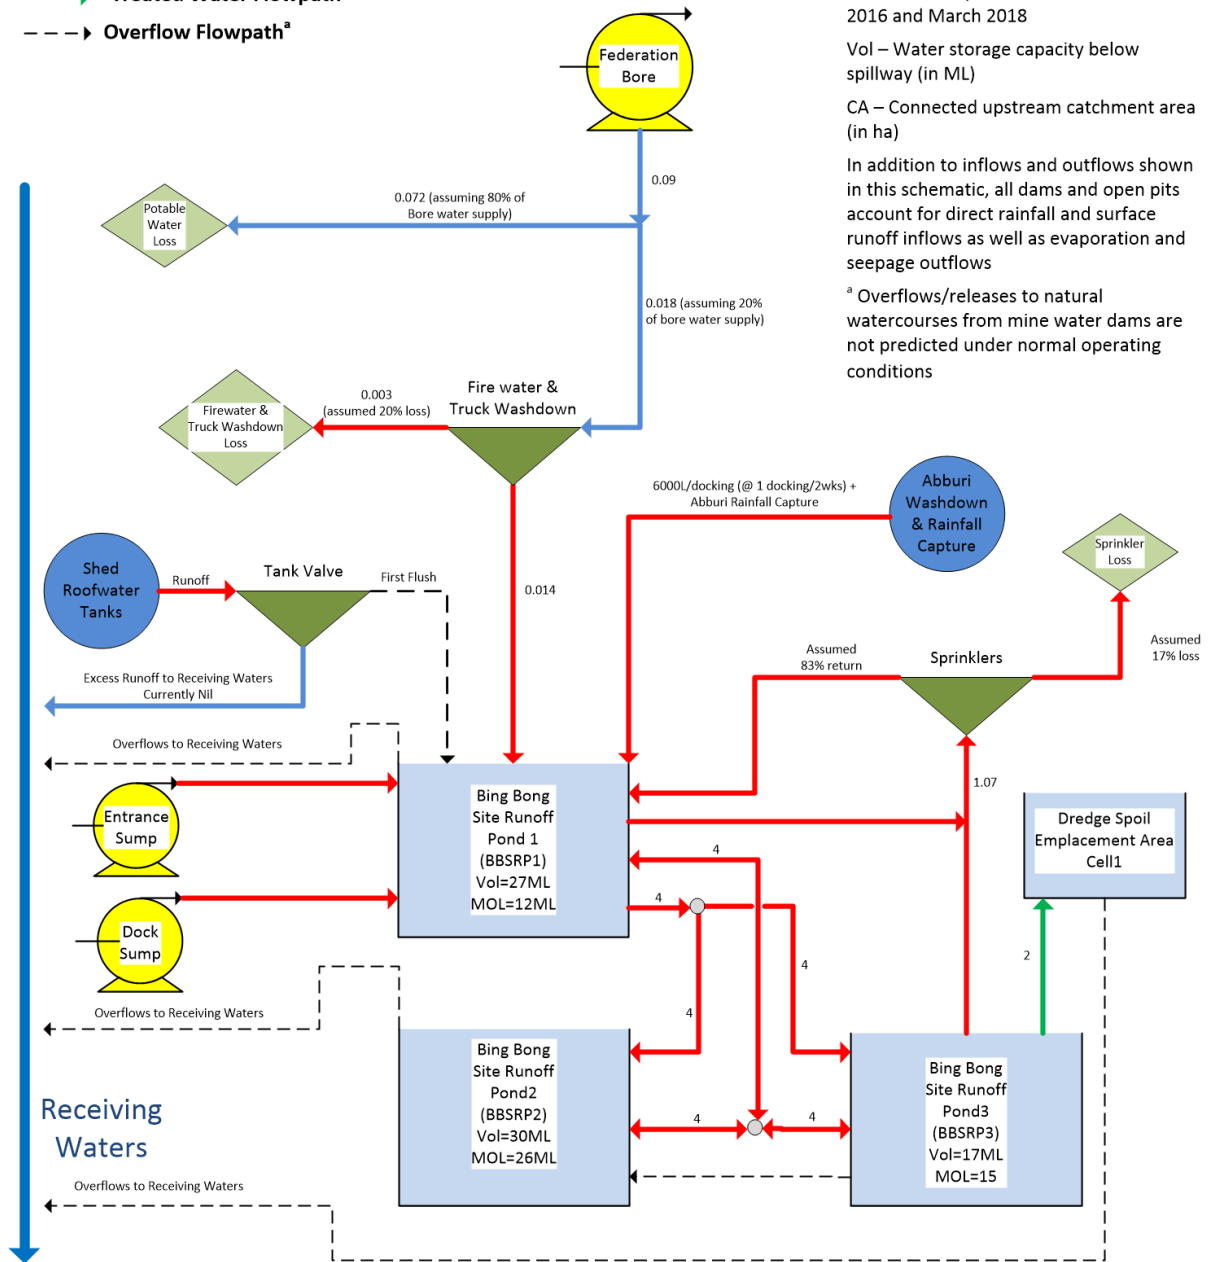 Treated Water Flowpath
Overflow Flowpathᵃ
2016 and March 2018
Vol – Water storage capacity below
spillway (in ML)
CA – Connected upstream catchment area
(in ha)
In addition to inflows and outflows shown
in this schematic, all dams and open pits
account for direct rainfall and surface
runoff inflows as well as evaporation and
seepage outflows
ᵃ Overflows/releases to natural
watercourses from mine water dams are
not predicted under normal operating
conditions
Federation
Bore
0.09
0.072 (assuming 80% of
Bore water supply)
Potable
Water
Loss
0.018 (assuming 20%
of bore water supply)
Fire water &
Truck Washdown
0.003
(assumed 20% loss)
Firewater &
Truck Washdown
Loss
6000L/docking (@ 1 docking/2wks) +
Abburi Rainfall Capture
Abburi
Washdown
& Rainfall
Capture
Sprinkler
Loss
Shed
Roofwater
Tanks
Runoff
Tank Valve
First Flush
0.014
Assumed
83% return
Sprinklers
Assumed
17% loss
Excess Runoff to Receiving Waters
Currently Nil
Overflows to Receiving Waters
Entrance
Sump
Bing Bong
Site Runoff
Pond 1
(BBSRP1)
Vol=27ML
MOL=12ML
1.07
Dredge Spoil
Emplacement Area
Cell1
4
4
Dock
Sump
2
4
4
Overflows to Receiving Waters
Bing Bong
Site Runoff
Pond2
(BBSRP2)
Vol=30ML
MOL=26ML
4
4
Bing Bong
Site Runoff
Pond3
(BBSRP3)
Vol=17ML
MOL=15
Receiving
Waters
Overflows to Receiving Waters